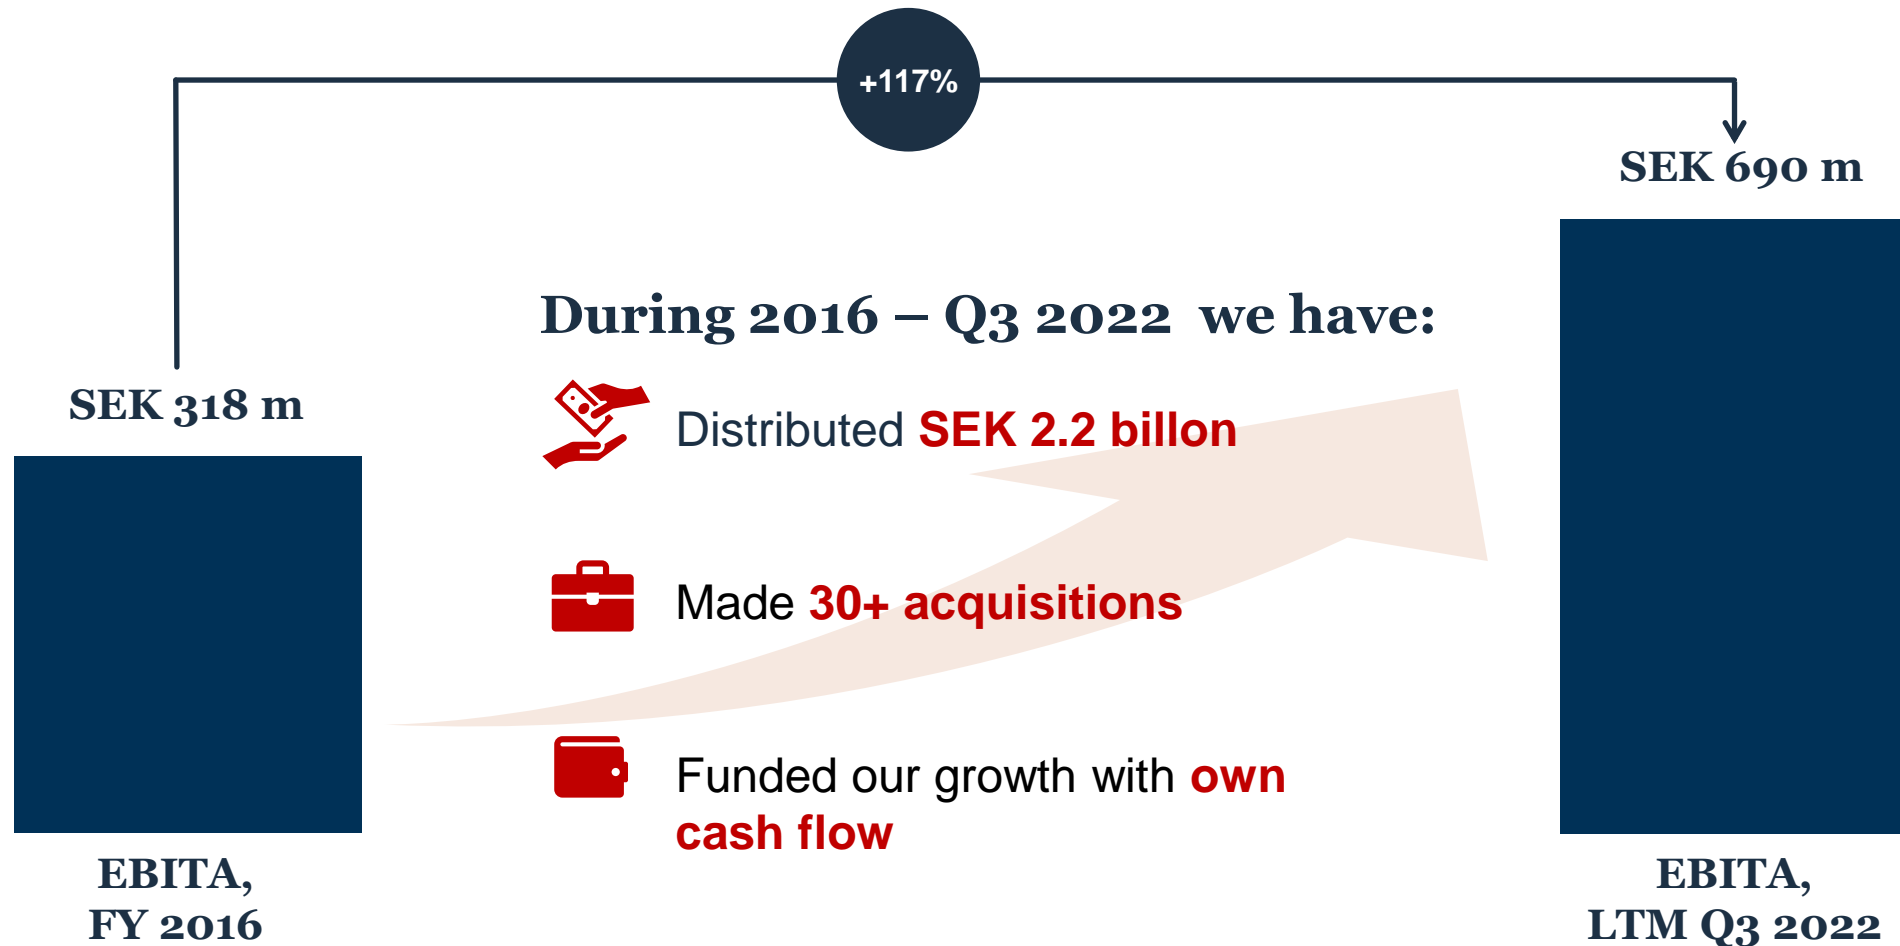 +117%
SEK 690 m
During 2016 – Q3 2022 we have:
SEK 318 m
Distributed SEK 2.2 billon
Made 30+ acquisitions
Funded our growth with own
cash flow
EBITA,
FY 2016
EBITA,
LTM Q3 2022